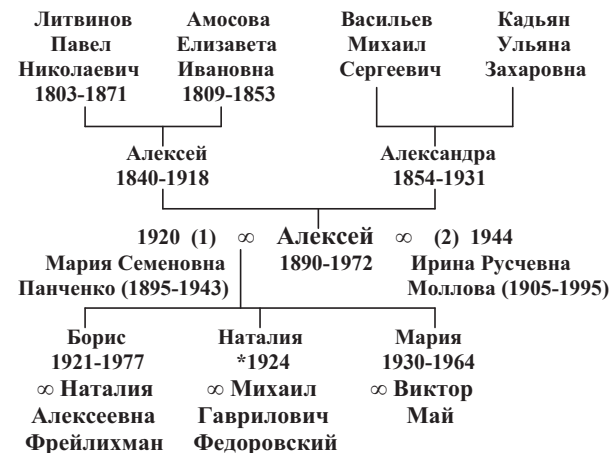 Литвинов Амосова Васильев Кадьян
Павел Елизавета Михаил Ульяна
Николаевич Ивановна Сергеевич Захаровна
1803-1871 1809-1853
Алексей Александра
1840-1918 1854-1931
1920 (1) ∞ Алексей ∞ (2) 1944
Мария Семеновна 1890-1972 Ирина Русчевна
Панченко (1895-1943) Моллова (1905-1995)
Борис Наталия Мария
1921-1977 *1924 1930-1964
∞ Наталия ∞ Михаил ∞ Виктор
Алексеевна Гаврилович Май
Фрейлихман Федоровский